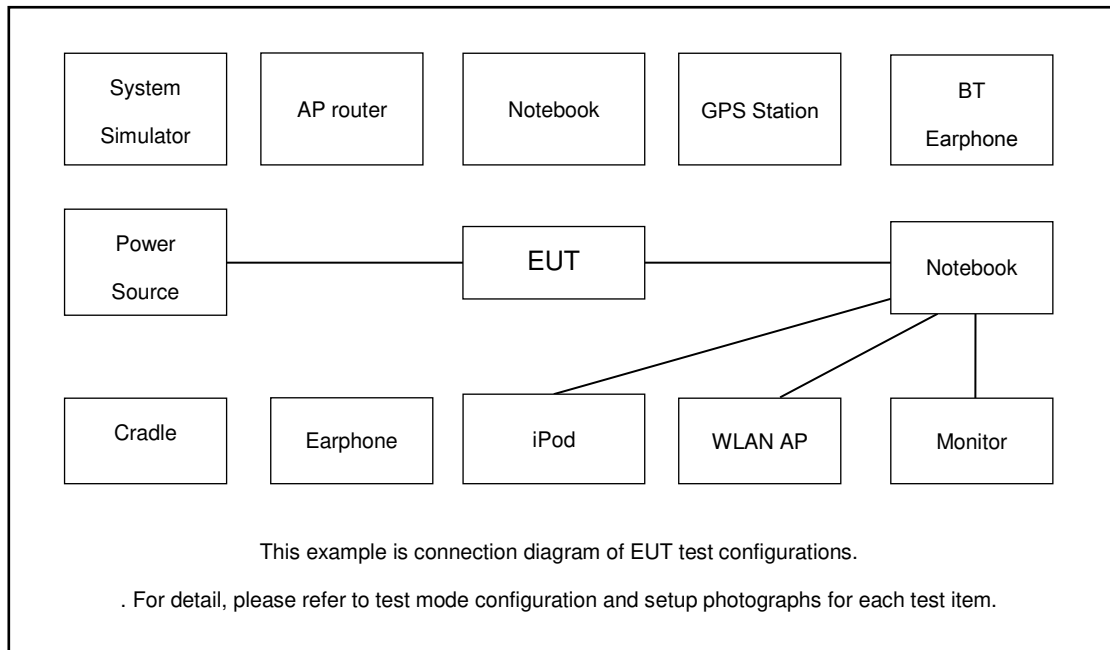 System
Simulator
AP router
Notebook
GPS Station
BT
Earphone
Power
Source
EUT
Notebook
Cradle
Earphone
iPod
WLAN AP
Monitor
This example is connection diagram of EUT test configurations.
. For detail, please refer to test mode configuration and setup photographs for each test item.